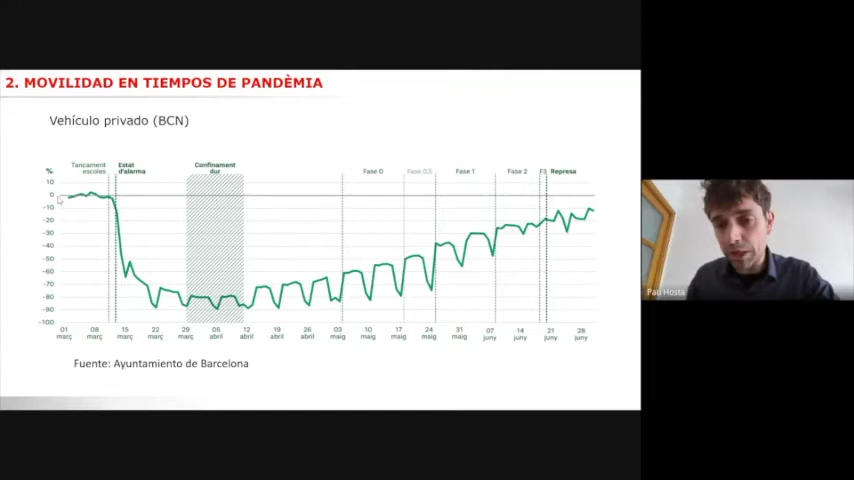 2. MOVILIDAD EN TIEMPOS DE PANDÈMIA
Vehículo privado (BCN)
Tancament escoles
Estat d'alarma
Confinament dur
Fase 0
Fase 0,5
Fase 1
Fase 2
F3
Represa
%
10
0
-10
-20
-30
-40
-50
-60
-70
-80
-90
-100
01 març
08 març
15 març
22 març
29 març
05 abril
12 abril
19 abril
26 abril
03 maig
10 maig
17 maig
24 maig
31 maig
07 juny
14 juny
21 juny
28 juny
Fuente: Ayuntamiento de Barcelona
Pau Hosta